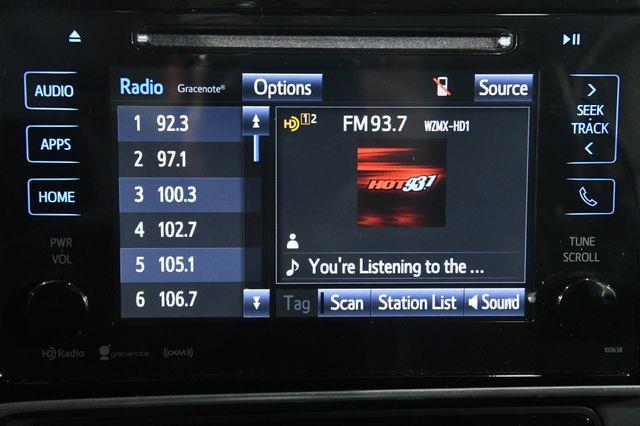 AUDIO
APPS
HOME
PWR
VOL
Radio Gracenote® Options Source
1 92.3
2 97.1
3 100.3
4 102.7
5 105.1
6 106.7
HD 1 2 FM 93.7 WZMX-HD1
HOT 93.7
You're Listening to the ...
Tag Scan Station List Sound
SEEK
TRACK
TUNE
SCROLL
HD Radio gracenote ((XM))
100638